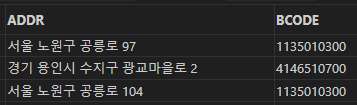 ADDR BCODE
서울 노원구 공릉로 97 1135010300
경기 용인시 수지구 광교마을로 2 4146510700
서울 노원구 공릉로 104 1135010300